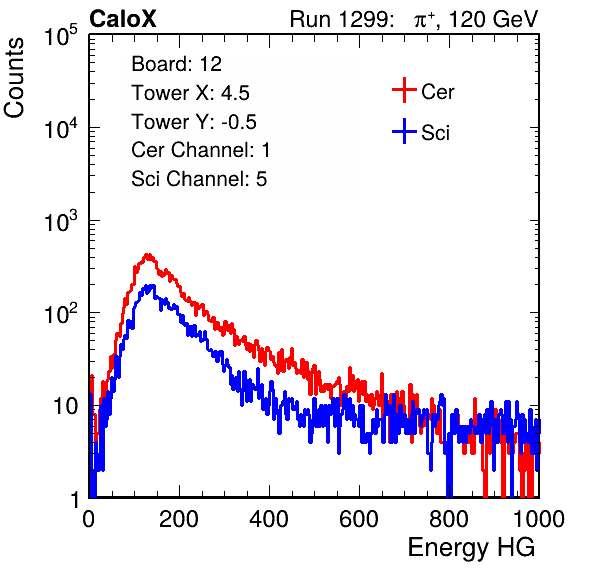 CaloX Run 1299: π⁺, 120 GeV
Counts
Board: 12
Tower X: 4.5
Tower Y: -0.5
Cer Channel: 1
Sci Channel: 5
Cer
Sci
10⁵
10⁴
10³
10²
10
1
0 200 400 600 800 1000
Energy HG